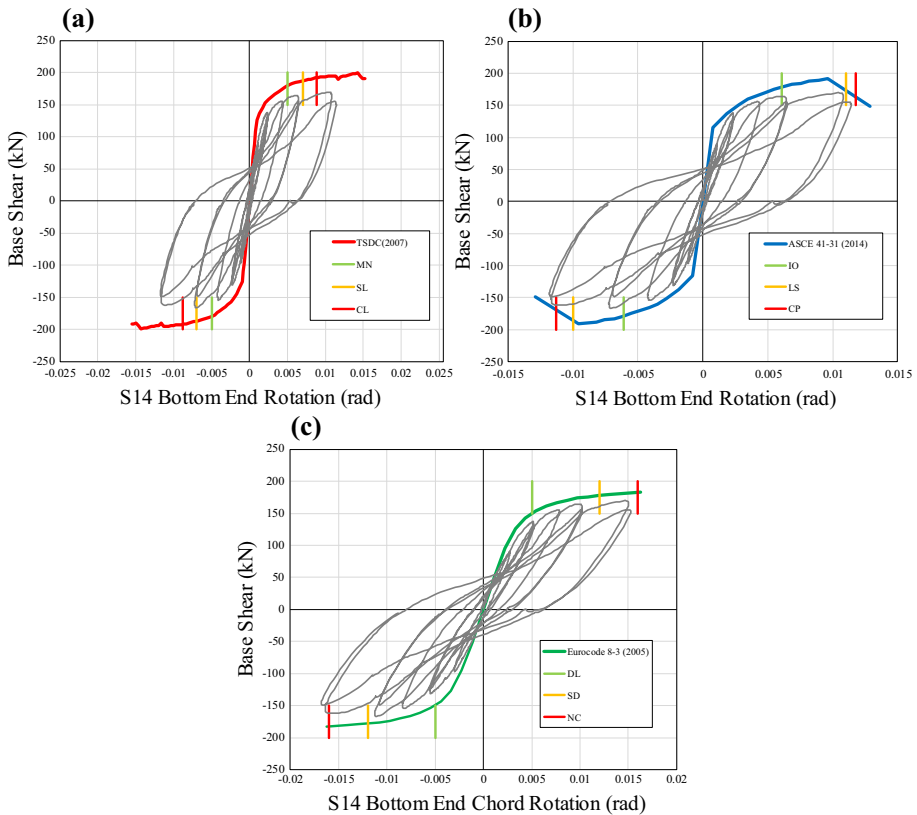 (a)
250
200
150
100
50
0
-50
-100
-150
-200
-250
Base Shear (kN)
-0.025 -0.02 -0.015 -0.01 -0.005 0 0.005 0.01 0.015 0.02 0.025
S14 Bottom End Rotation (rad)
TSDC(2007)
MN
SL
CL
(b)
250
200
150
100
50
0
-50
-100
-150
-200
-250
Base Shear (kN)
-0.015 -0.01 -0.005 0 0.005 0.01 0.015
S14 Bottom End Rotation (rad)
ASCE 41-31 (2014)
IO
LS
CP
(c)
250
200
150
100
50
0
-50
-100
-150
-200
-250
Base Shear (kN)
-0.02 -0.015 -0.01 -0.005 0 0.005 0.01 0.015 0.02
S14 Bottom End Chord Rotation (rad)
Eurocode 8-3 (2005)
DL
SD
NC